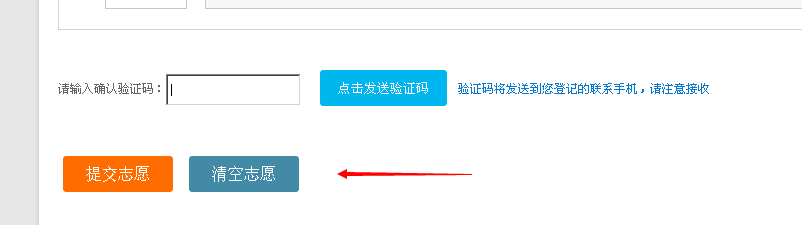 请输入确认验证码： 点击发送验证码 验证码将发送到您登记的联系手机，请注意接收
提交志愿 清空志愿